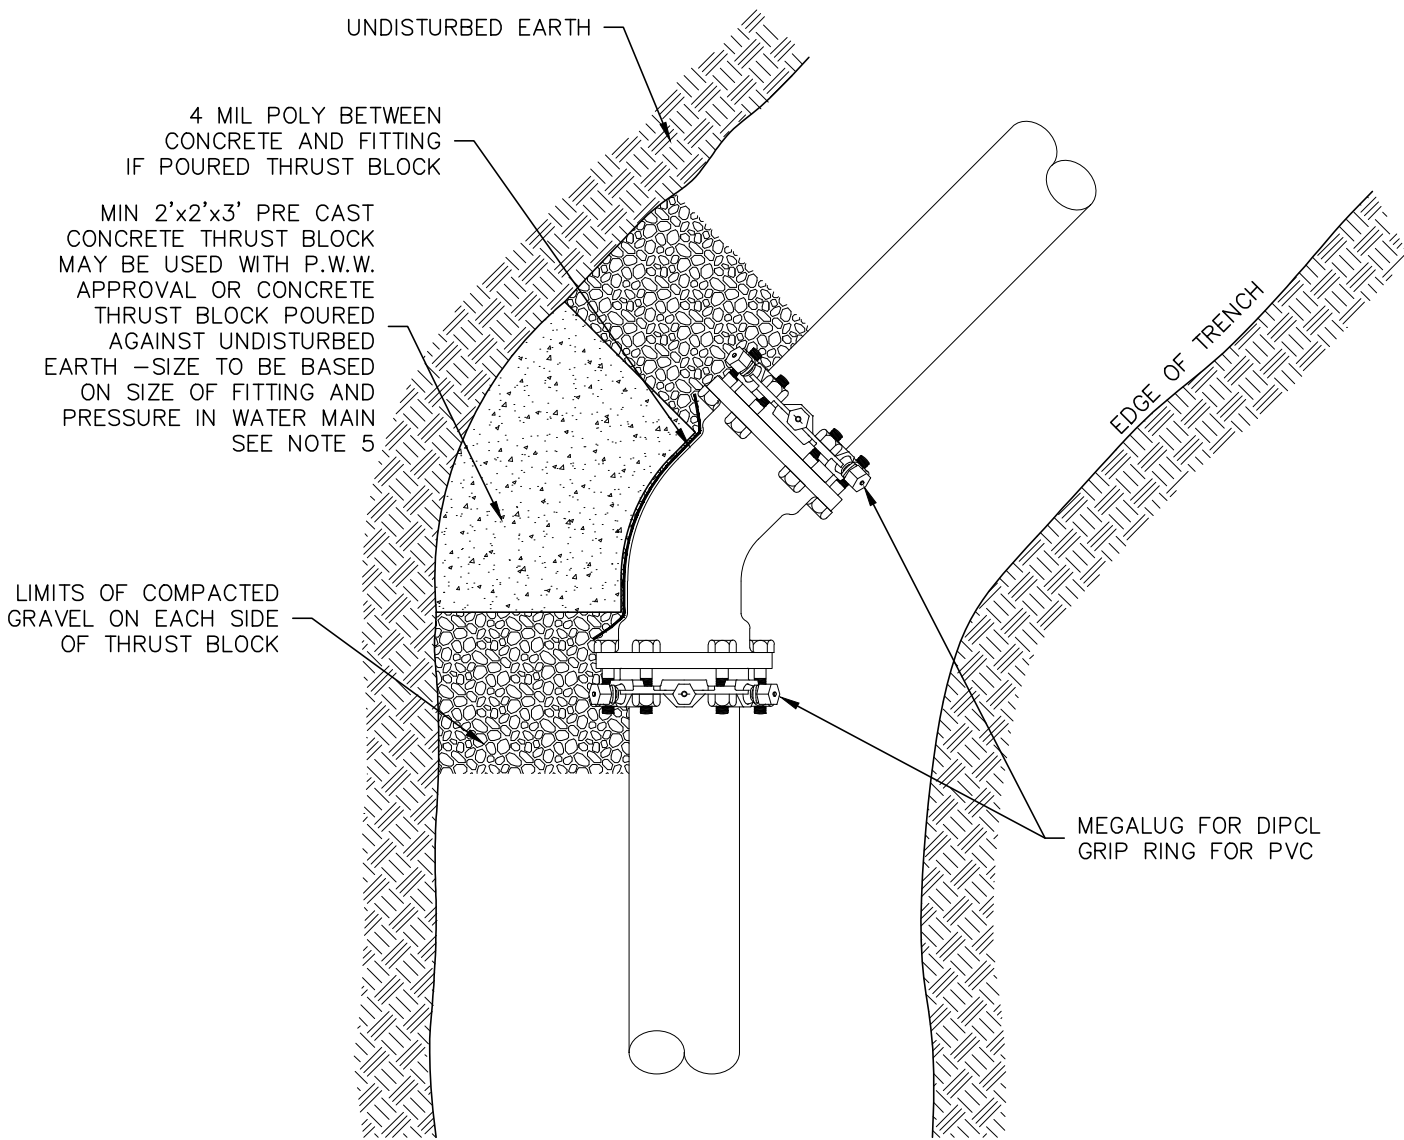 UNDISTURBED EARTH
4 MIL POLY BETWEEN
CONCRETE AND FITTING
IF POURED THRUST BLOCK
MIN 2'x2'x3' PRE CAST
CONCRETE THRUST BLOCK
MAY BE USED WITH P.W.W.
APPROVAL OR CONCRETE
THRUST BLOCK POURED
AGAINST UNDISTURBED
EARTH –SIZE TO BE BASED
ON SIZE OF FITTING AND
PRESSURE IN WATER MAIN
SEE NOTE 5
EDGE OF TRENCH
LIMITS OF COMPACTED
GRAVEL ON EACH SIDE
OF THRUST BLOCK
MEGALUG FOR DIPCL
GRIP RING FOR PVC